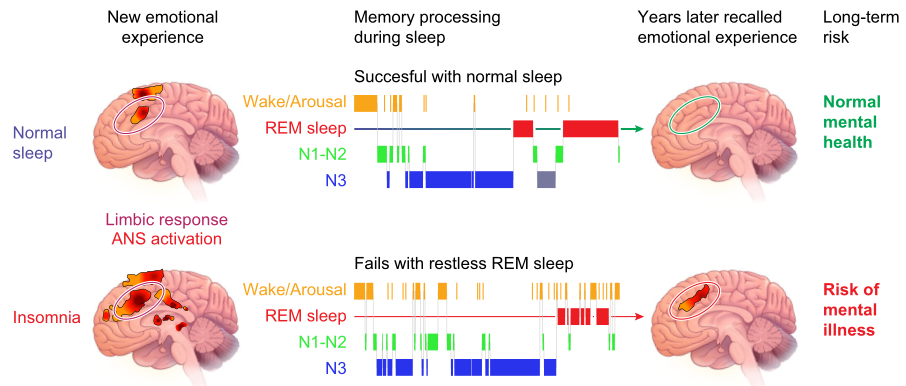 New emotional
experience
Memory processing
during sleep
Years later recalled
emotional experience
Long-term
risk
Succesful with normal sleep
Normal
sleep
Wake/Arousal
REM sleep
N1-N2
N3
Normal
mental
health
Limbic response
ANS activation
Fails with restless REM sleep
Insomnia
Wake/Arousal
REM sleep
N1-N2
N3
Risk of
mental
illness